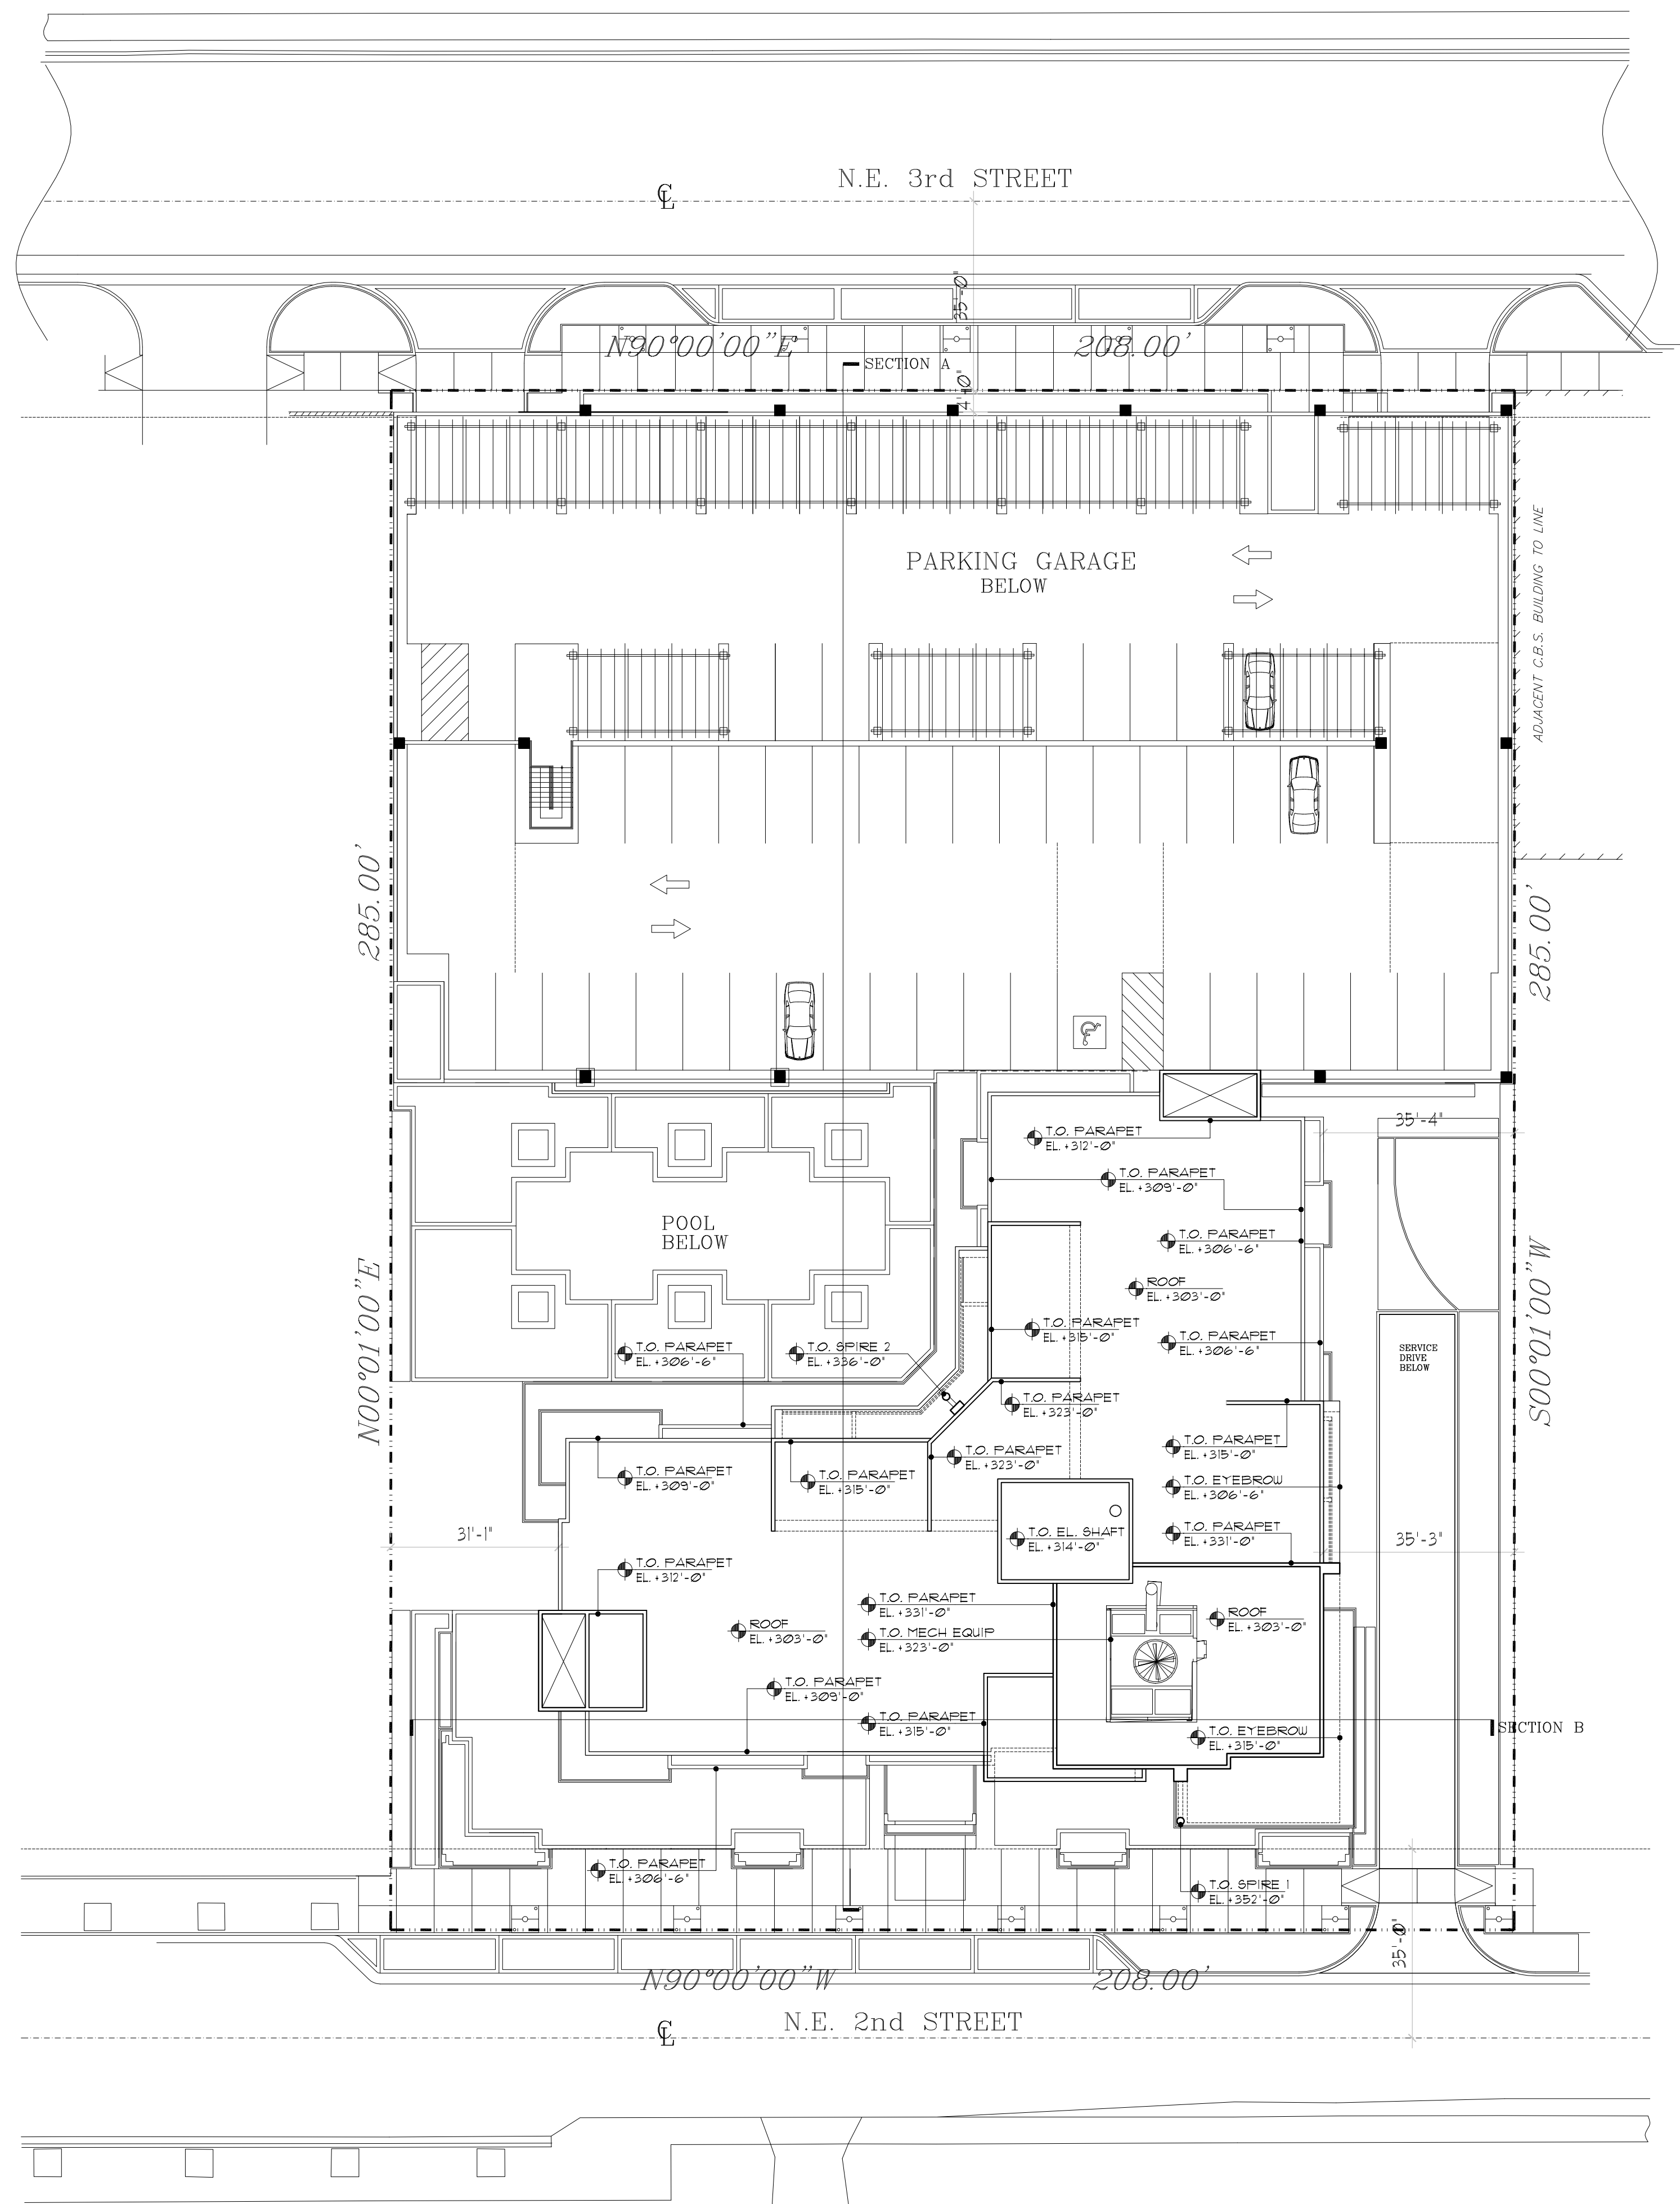 N.E. 3rd STREET
CL
35'-0"
N90°00'00"E
208.00'
SECTION A
4'-0"
PARKING GARAGE
BELOW
ADJACENT C.B.S. BUILDING TO LINE
285.00'
285.00'
35'-4"
T.O. PARAPET
EL. +312'-0"
T.O. PARAPET
EL. +309'-0"
POOL
BELOW
T.O. PARAPET
EL. +306'-6"
ROOF
EL. +303'-0"
N00°01'00"E
S00°01'00"W
T.O. PARAPET
EL. +315'-0"
T.O. PARAPET
EL. +306'-6"
SERVICE
DRIVE
BELOW
T.O. PARAPET
EL. +306'-6"
T.O. SPIRE 2
EL. +336'-0"
T.O. PARAPET
EL. +323'-0"
T.O. PARAPET
EL. +315'-0"
T.O. PARAPET
EL. +323'-0"
T.O. PARAPET
EL. +309'-0"
T.O. PARAPET
EL. +315'-0"
T.O. EYEBROW
EL. +306'-6"
31'-1"
T.O. EL. SHAFT
EL. +314'-0"
T.O. PARAPET
EL. +331'-0"
35'-3"
T.O. PARAPET
EL. +312'-0"
T.O. PARAPET
EL. +331'-0"
ROOF
EL. +303'-0"
ROOF
EL. +303'-0"
T.O. MECH EQUIP
EL. +323'-0"
T.O. PARAPET
EL. +309'-0"
T.O. PARAPET
EL. +315'-0"
T.O. EYEBROW
EL. +315'-0"
SECTION B
T.O. PARAPET
EL. +306'-6"
T.O. SPIRE 1
EL. +352'-0"
35'-0"
N90°00'00"W
208.00'
N.E. 2nd STREET
CL